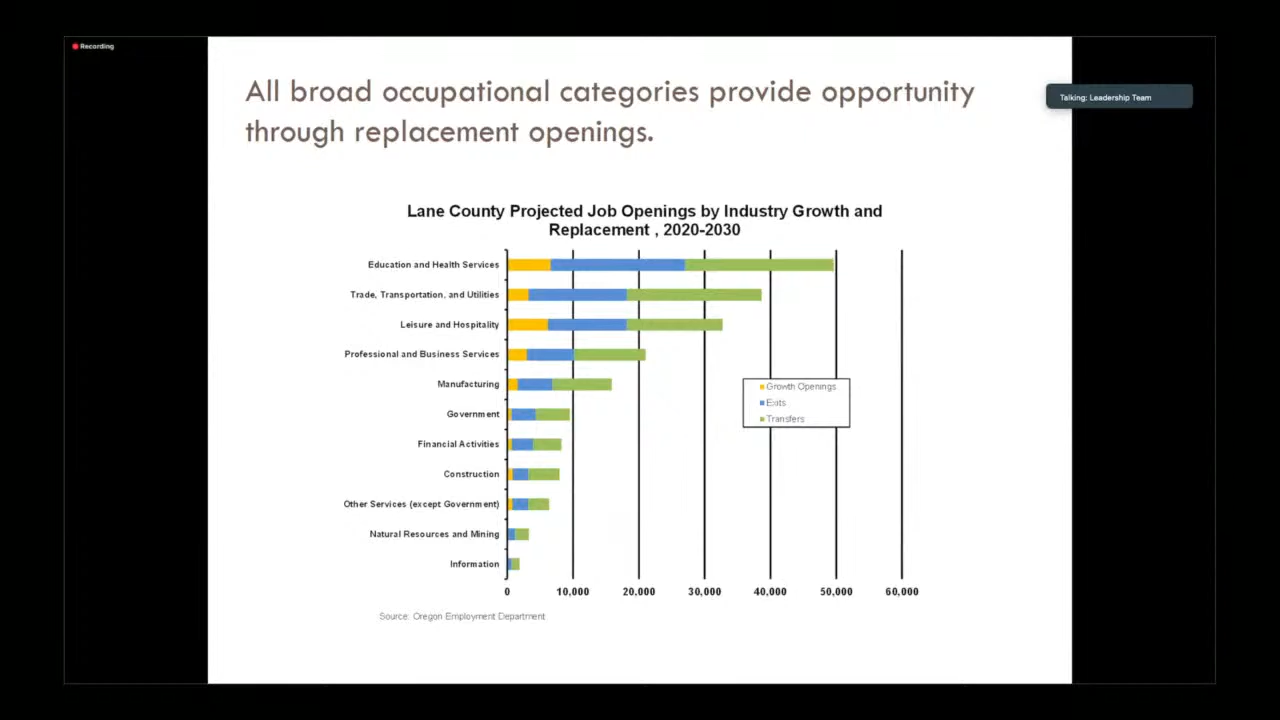 Recording
All broad occupational categories provide opportunity
through replacement openings.
Talking: Leadership Team
Lane County Projected Job Openings by Industry Growth and
Replacement , 2020-2030
Education and Health Services
Trade, Transportation, and Utilities
Leisure and Hospitality
Professional and Business Services
Manufacturing
Government
Financial Activities
Construction
Other Services (except Government)
Natural Resources and Mining
Information
Growth Openings
Exits
Transfers
0 10,000 20,000 30,000 40,000 50,000 60,000
Source: Oregon Employment Department